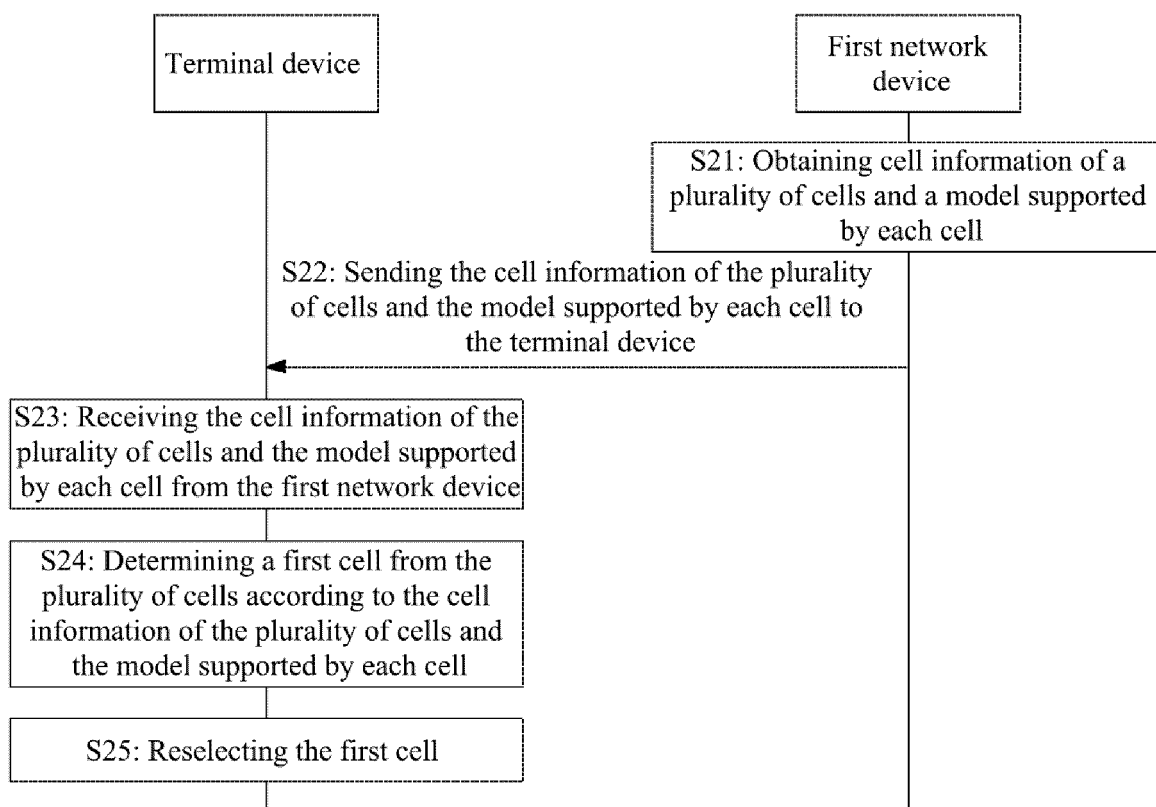 Terminal device
First network
device
S21: Obtaining cell information of a
plurality of cells and a model supported
by each cell
S22: Sending the cell information of the plurality
of cells and the model supported by each cell to
the terminal device
S23: Receiving the cell information of the
plurality of cells and the model supported
by each cell from the first network device
S24: Determining a first cell from the
plurality of cells according to the cell
information of the plurality of cells and
the model supported by each cell
S25: Reselecting the first cell